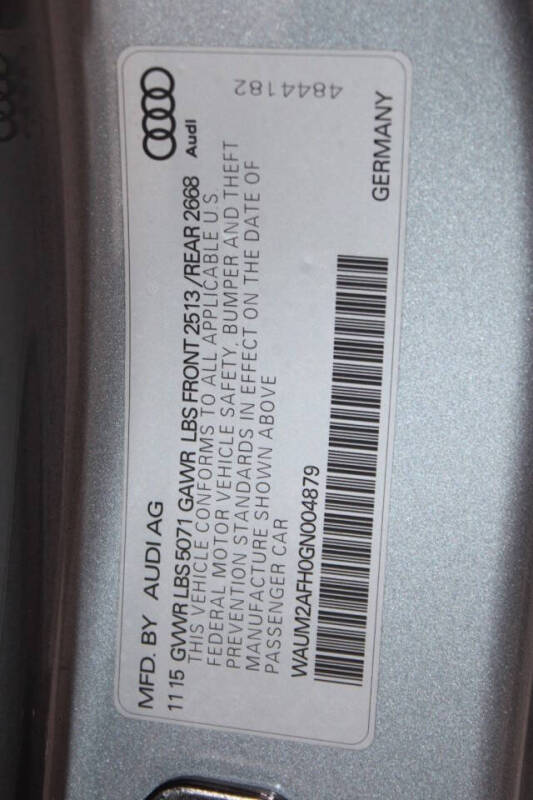 MFD. BY AUDI AG
Audi
1115 GVWR LBS 5071 GAWR LBS FRONT 2513 / REAR 2668
THIS VEHICLE CONFORMS TO ALL APPLICABLE U.S
FEDERAL MOTOR VEHICLE SAFETY, BUMPER AND THEFT
PREVENTION STANDARDS IN EFFECT ON THE DATE OF
MANUFACTURE SHOWN ABOVE
PASSENGER CAR
WAUM2AFH0GN004879
GERMANY
4844182